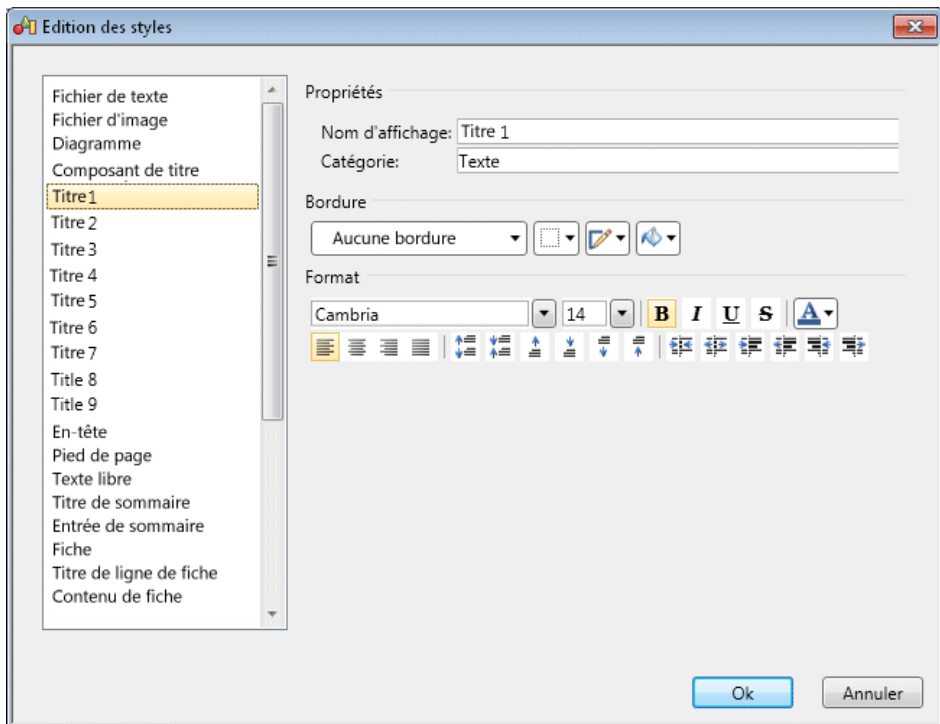 Edition des styles
Fichier de texte
Fichier d'image
Diagramme
Composant de titre
Titre 1
Titre 2
Titre 3
Titre 4
Titre 5
Titre 6
Titre 7
Title 8
Title 9
En-tête
Pied de page
Texte libre
Titre de sommaire
Entrée de sommaire
Fiche
Titre de ligne de fiche
Contenu de fiche
Propriétés
Nom d'affichage: Titre 1
Catégorie: Texte
Bordure
Aucune bordure
Format
Cambria 14 B I U S A
Ok Annuler